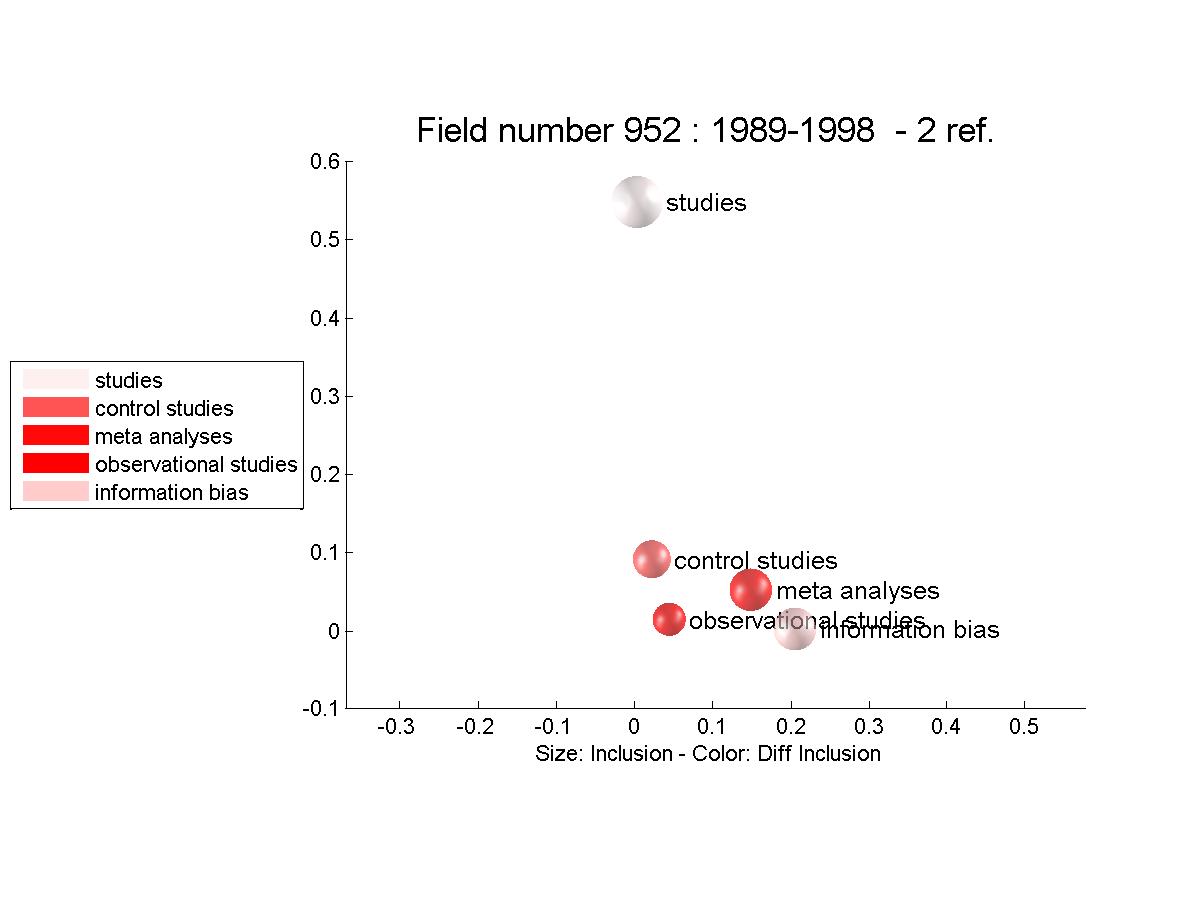 Field number 952 : 1989-1998 - 2 ref.
0.6
studies
0.5
0.4
studies
control studies
meta analyses
observational studies
information bias
0.3
0.2
0.1
control studies
meta analyses
observational studies
0
information bias
-0.1
-0.3 -0.2 -0.1 0 0.1 0.2 0.3 0.4 0.5
Size: Inclusion - Color: Diff Inclusion